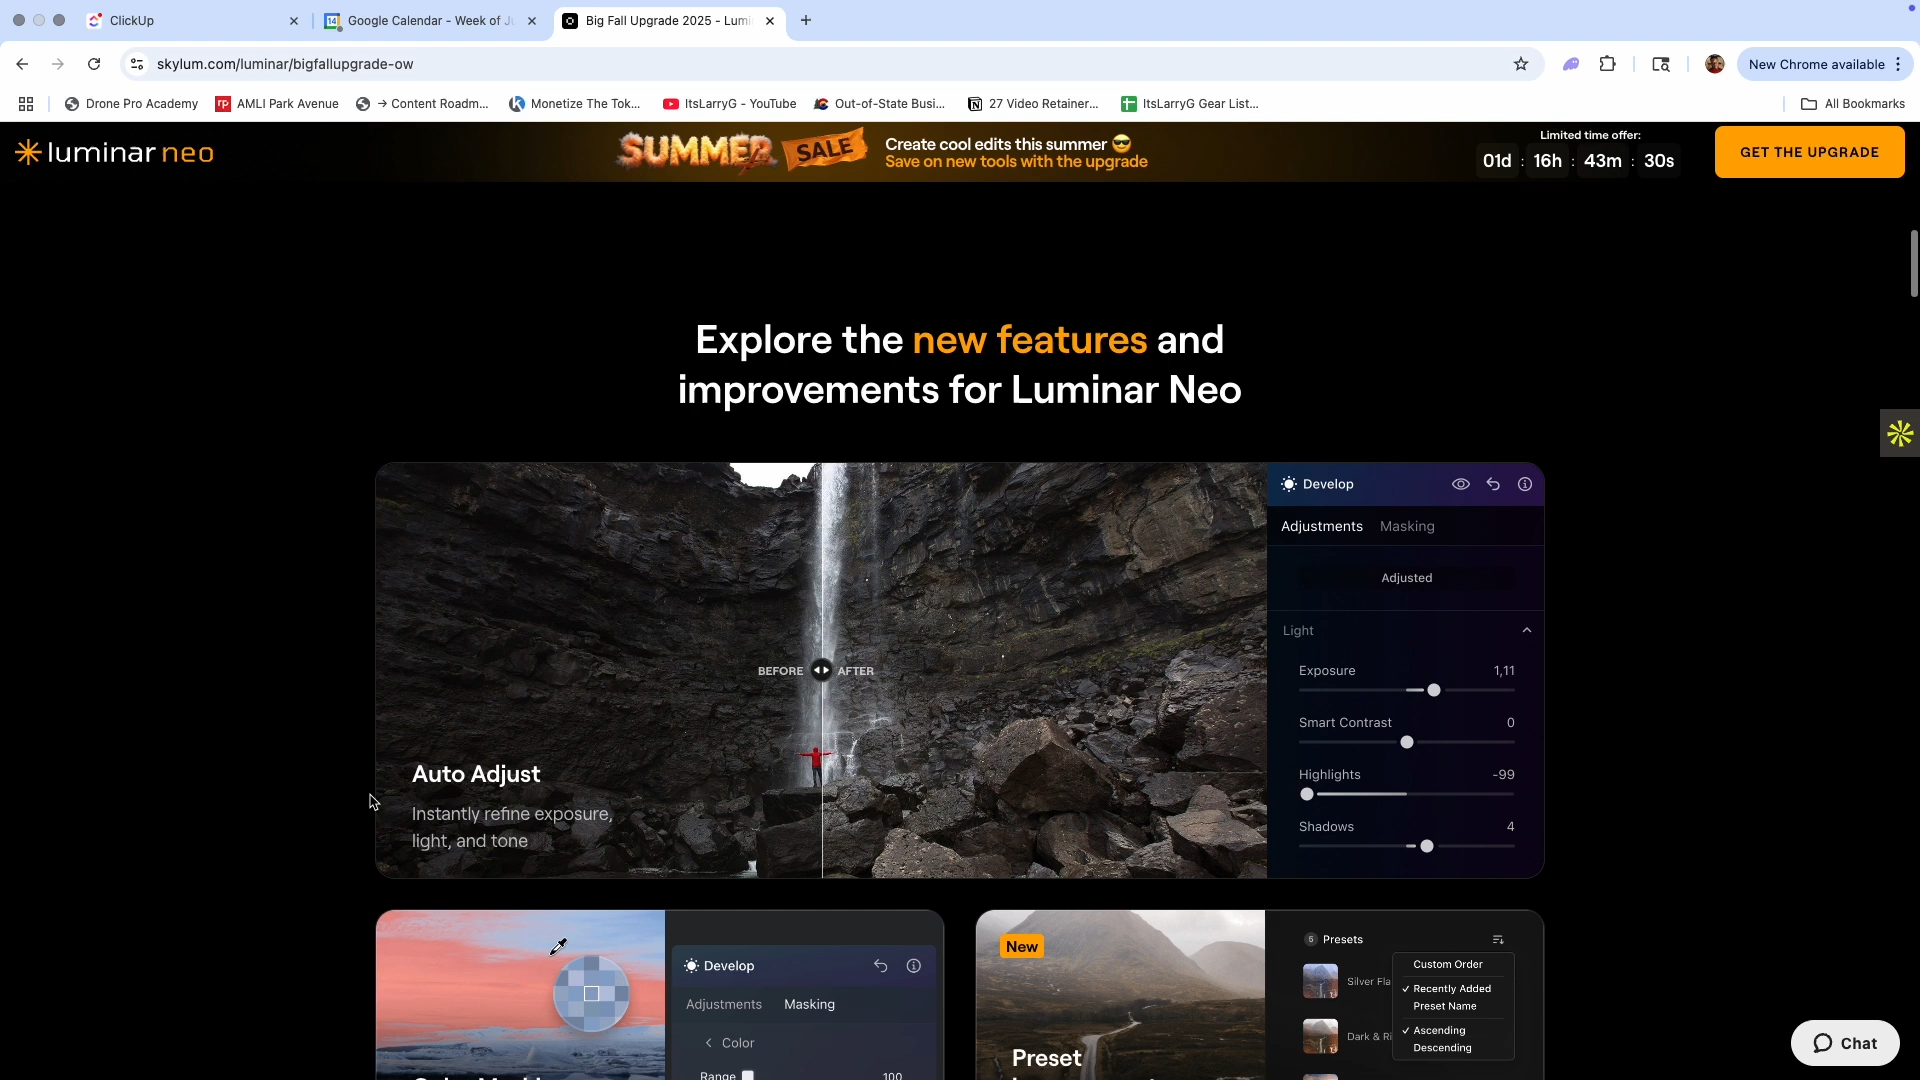 ClickUp
Google Calendar - Week of J
Big Fall Upgrade 2025 - Lumi
skylum.com/luminar/bigfallupgrade-ow
New Chrome available
Drone Pro Academy
rp AMLI Park Avenue
→ Content Roadm...
Monetize The Tok...
ItsLarryG - YouTube
Out-of-State Busi...
27 Video Retainer...
ItsLarryG Gear List...
All Bookmarks
luminar neo
SUMMER SALE
Create cool edits this summer 😎
Save on new tools with the upgrade
Limited time offer:
01d : 16h : 43m : 30s
GET THE UPGRADE
Explore the new features and
improvements for Luminar Neo
Develop
Adjustments Masking
Adjusted
Light
Exposure 1,11
Smart Contrast 0
Highlights -99
Shadows 4
BEFORE AFTER
Auto Adjust
Instantly refine exposure,
light, and tone
Develop
Adjustments Masking
Color
Range 100
New
Preset
5 Presets
Silver Fla
Dark & Ri
Custom Order
✓ Recently Added
Preset Name
✓ Ascending
Descending
Chat